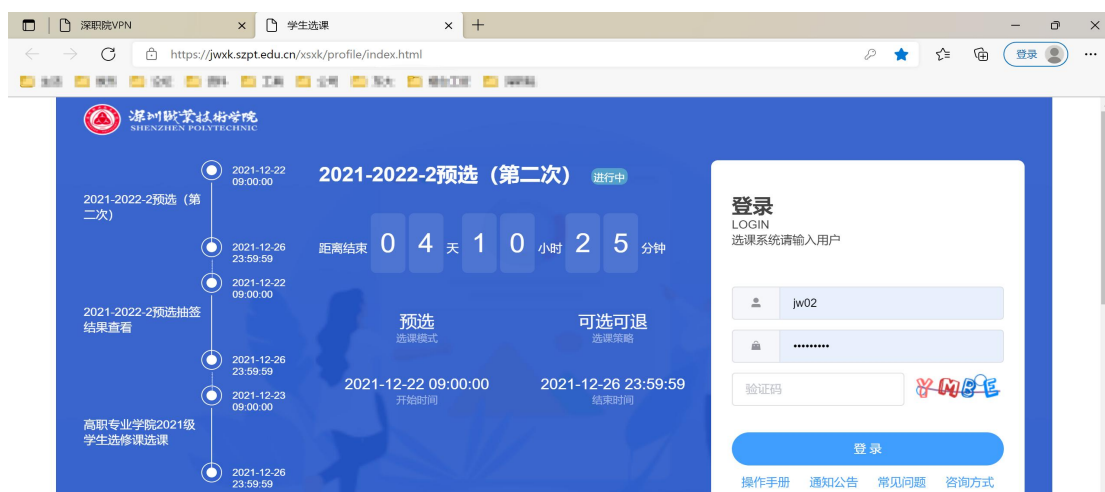 深职院VPN
学生选课
https://jwxk.szpt.edu.cn/xsxk/profile/index.html
登录
深圳职业技术学院
SHENZHEN POLYTECHNIC
2021-12-22
09:00:00
2021-2022-2预选（第
二次）
2021-12-26
23:59:59
2021-12-22
09:00:00
2021-2022-2预选抽签
结果查看
2021-12-26
23:59:59
2021-12-23
09:00:00
高职专业学院2021级
学生选修课选课
2021-12-26
23:59:59
2021-2022-2预选（第二次） 进行中
距离结束 0 4 天 1 0 小时 2 5 分钟
预选 可选可退
选课模式 选课策略
2021-12-22 09:00:00 2021-12-26 23:59:59
开始时间 结束时间
登录
LOGIN
选课系统请输入用户
jw02
•••••••••
验证码 YMBE
登 录
操作手册 通知公告 常见问题 咨询方式